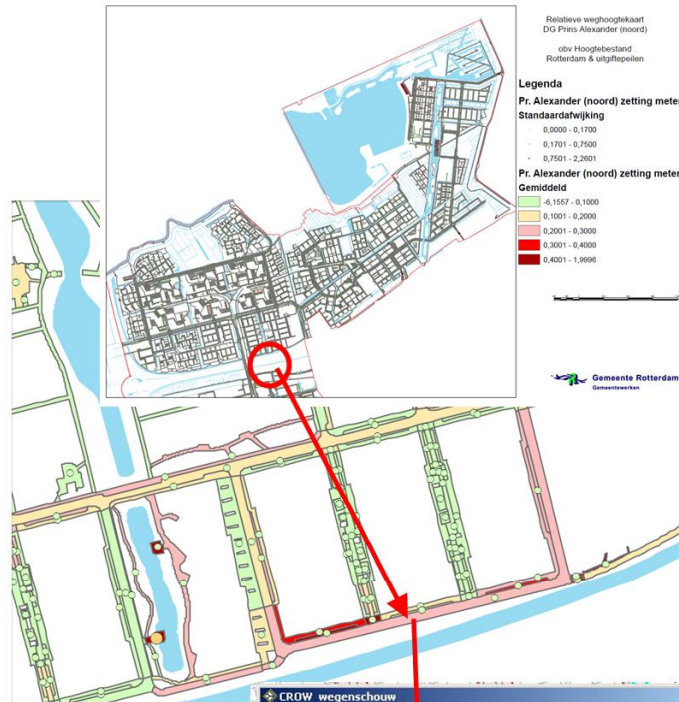 Relatieve weghoogtekaart
DG Prins Alexander (noord)
obv Hoogtebestand
Rotterdam & uitgiftepeilen
Legenda
Pr. Alexander (noord) zetting meter
Standaardafwijking
0,0000 - 0,1700
0,1701 - 0,7500
0,7501 - 2,2601
Pr. Alexander (noord) zetting meter
Gemiddeld
-6,1557 - 0,1000
0,1001 - 0,2000
0,2001 - 0,3000
0,3001 - 0,4000
0,4001 - 1,9996
Gemeente Rotterdam
Gemeentewerken
CROW wegenschouw